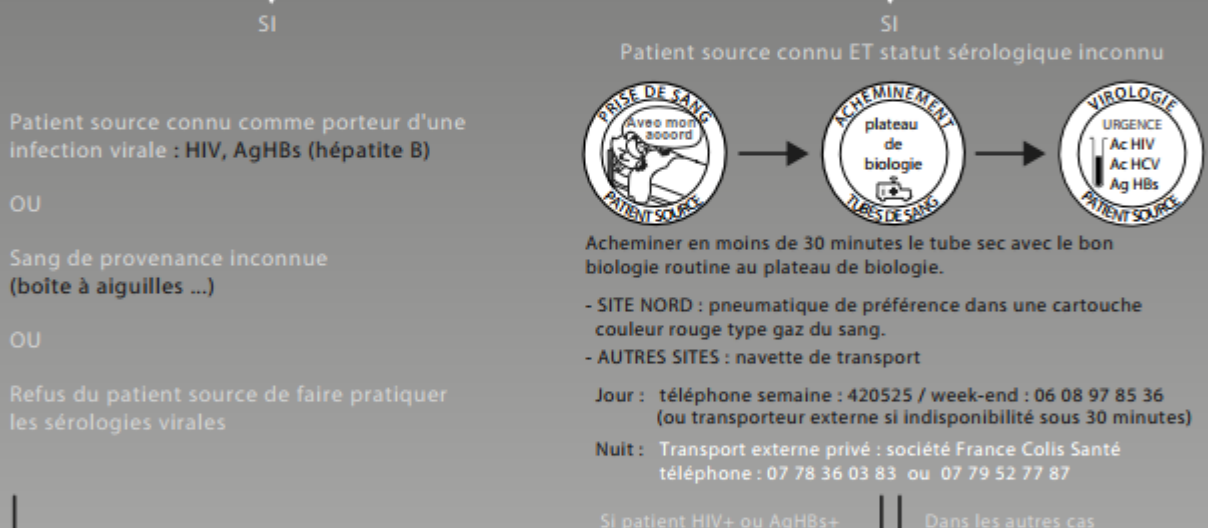 SI
Patient source connu comme porteur d'une
infection virale : HIV, AgHBs (hépatite B)
OU
Sang de provenance inconnue
(boîte à aiguilles ...)
OU
Refus du patient source de faire pratiquer
les sérologies virales
SI
Patient source connu ET statut sérologique inconnu
PRISE DE SANG
Avec mon
accord
PATIENT SOURCE
ACHEMINEMENT
plateau
de
biologie
TUBES DE SANG
VIROLOGIE
URGENCE
Ac HIV
Ac HCV
Ag HBs
PATIENT SOURCE
Acheminer en moins de 30 minutes le tube sec avec le bon
biologie routine au plateau de biologie.
- SITE NORD : pneumatique de préférence dans une cartouche
couleur rouge type gaz du sang.
- AUTRES SITES : navette de transport
Jour : téléphone semaine : 420525 / week-end : 06 08 97 85 36
(ou transporteur externe si indisponibilité sous 30 minutes)
Nuit : Transport externe privé : société France Colis Santé
téléphone : 07 78 36 03 83 ou 07 79 52 77 87
Si patient HIV+ ou AgHBs+
Dans les autres cas